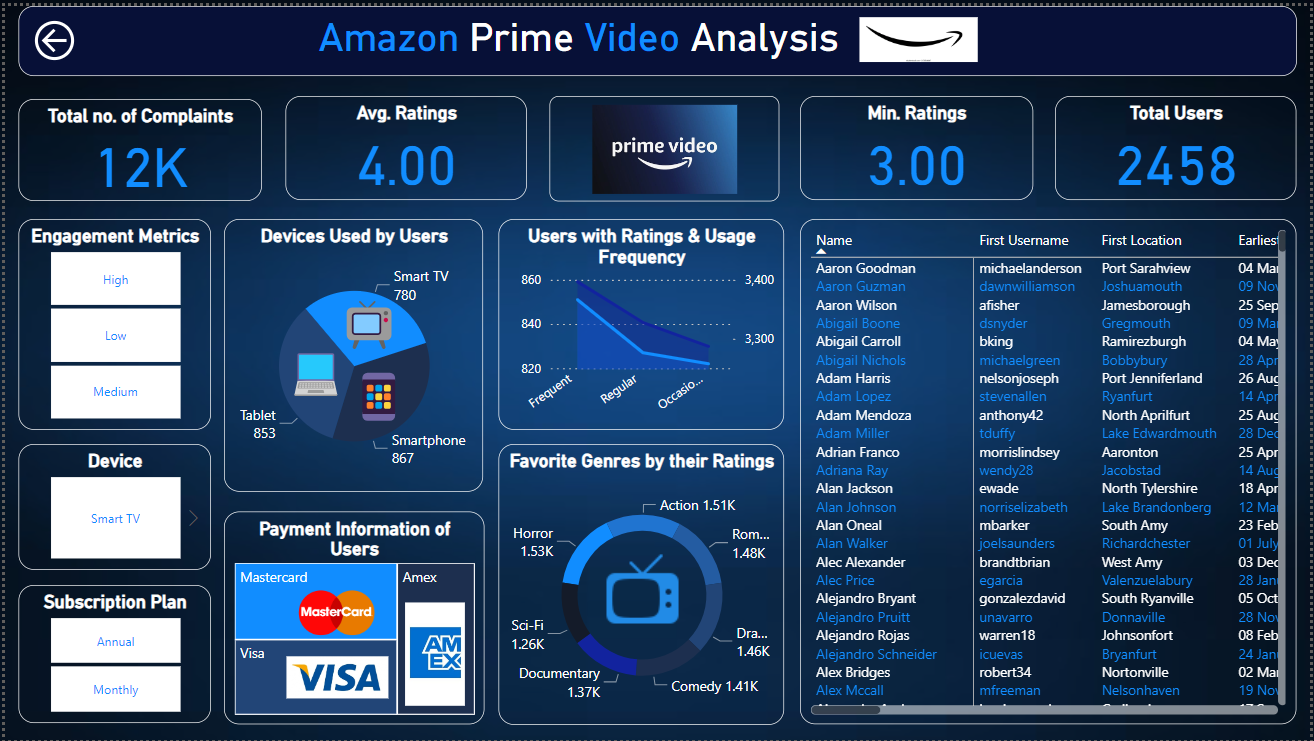 Amazon Prime Video Analysis
Total no. of Complaints
12K
Avg. Ratings
4.00
prime video
Min. Ratings
3.00
Total Users
2458
Engagement Metrics
High
Low
Medium
Device
Smart TV
Subscription Plan
Annual
Monthly
Devices Used by Users
Smart TV
780
Tablet
853
Smartphone
867
Payment Information of
Users
Mastercard
MasterCard
Amex
AM
EX
Visa
VISA
Users with Ratings & Usage
Frequency
860
840
820
3,400
3,300
Frequent
Regular
Occasio...
Favorite Genres by their Ratings
Action 1.51K
Rom...
1.48K
Dra...
1.46K
Comedy 1.41K
Documentary
1.37K
Sci-Fi
1.26K
Horror
1.53K
Name First Username First Location Earliest
Aaron Goodman michaelanderson Port Sarahview 04 Mar
Aaron Guzman dawnwilliamson Joshuamouth 09 Nov
Aaron Wilson afisher Jamesborough 25 Sep
Abigail Boone dsnyder Gregmouth 09 Mar
Abigail Carroll bking Ramirezburgh 04 May
Abigail Nichols michaelgreen Bobbybury 28 Apr
Adam Harris nelsonjoseph Port Jenniferland 26 Aug
Adam Lopez stevenallen Ryanfurt 14 Apr
Adam Mendoza anthony42 North Aprilfurt 25 Aug
Adam Miller tduffy Lake Edwardmouth 28 Dec
Adrian Franco morrislindsey Aaronton 25 Apr
Adriana Ray wendy28 Jacobstad 14 Aug
Alan Jackson ewade North Tylershire 18 Apr
Alan Johnson norriselizabeth Lake Brandonberg 12 Mar
Alan Oneal mbarker South Amy 23 Feb
Alan Walker joelsaunders Richardchester 01 July
Alec Alexander brandtbrian West Amy 03 Dec
Alec Price egarcia Valenzuelabury 28 Jan
Alejandro Bryant gonzalezdavid South Ryanville 05 Oct
Alejandro Pruitt unavarro Donnaville 28 Nov
Alejandro Rojas warren18 Johnsonfort 08 Feb
Alejandro Schneider icuevas Bryanfurt 24 Jan
Alex Bridges robert34 Nortonville 02 Mar
Alex Mccall mfreeman Nelsonhaven 19 Nov